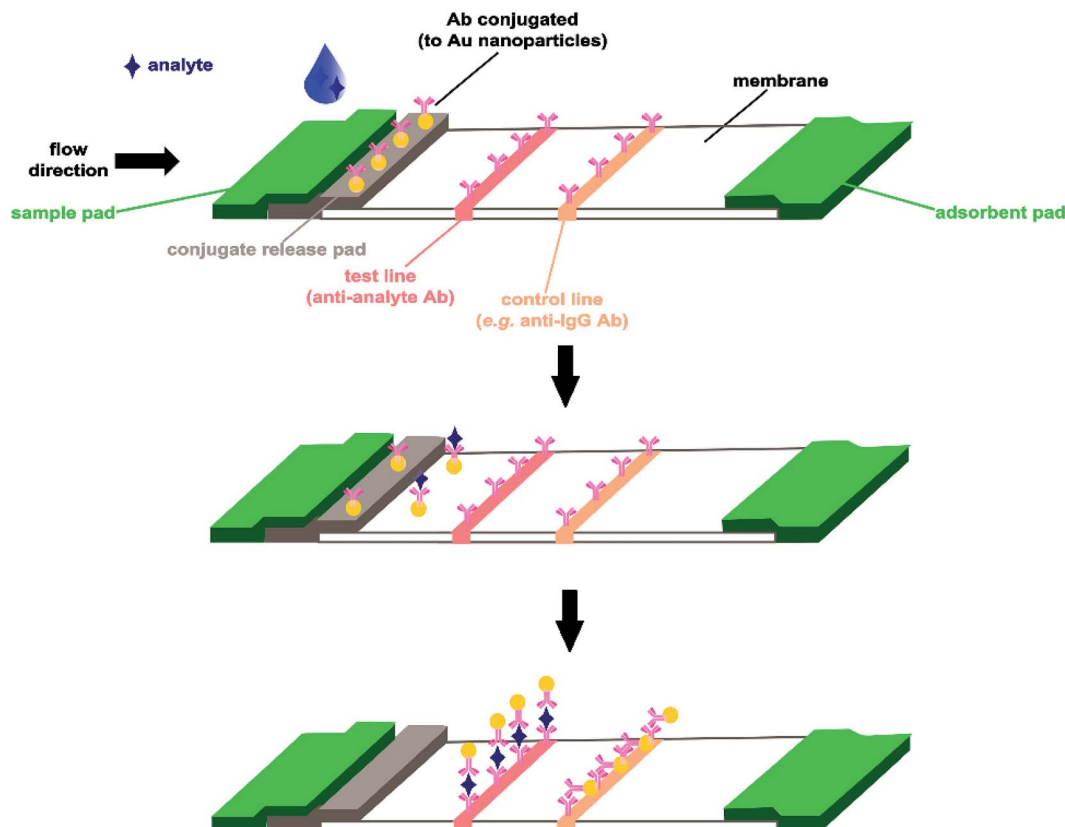 Ab conjugated
(to Au nanoparticles)
analyte
membrane
flow
direction
sample pad
adsorbent pad
conjugate release pad
test line
(anti-analyte Ab)
control line
(e.g. anti-IgG Ab)